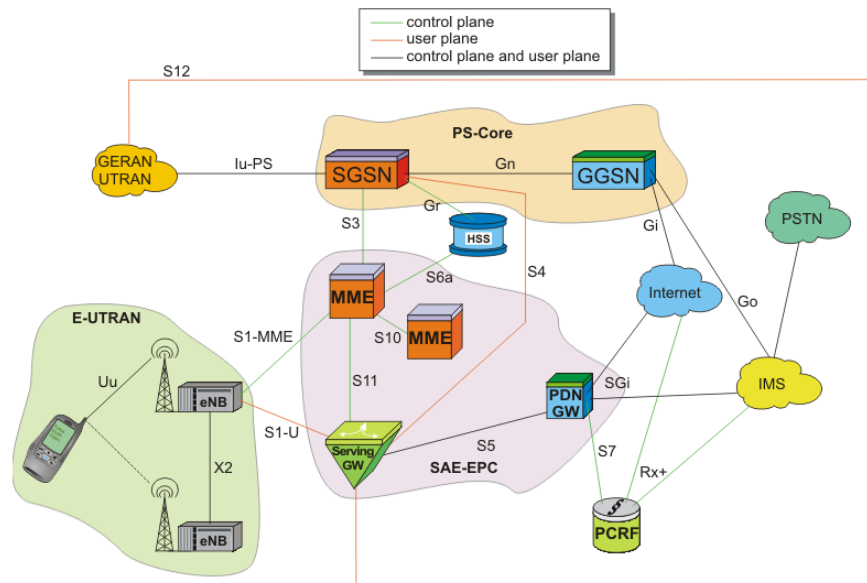 control plane
user plane
control plane and user plane
S12
PS-Core
GERAN
UTRAN
Iu-PS
SGSN
Gn
GGSN
Gr
S3
HSS
Gi
PSTN
S6a
S4
MME
Internet
Go
E-UTRAN
S1-MME
S10
MME
Uu
eNB
S11
SGi
PDN
GW
IMS
S1-U
Serving
GW
S5
S7
X2
SAE-EPC
Rx+
eNB
PCRF